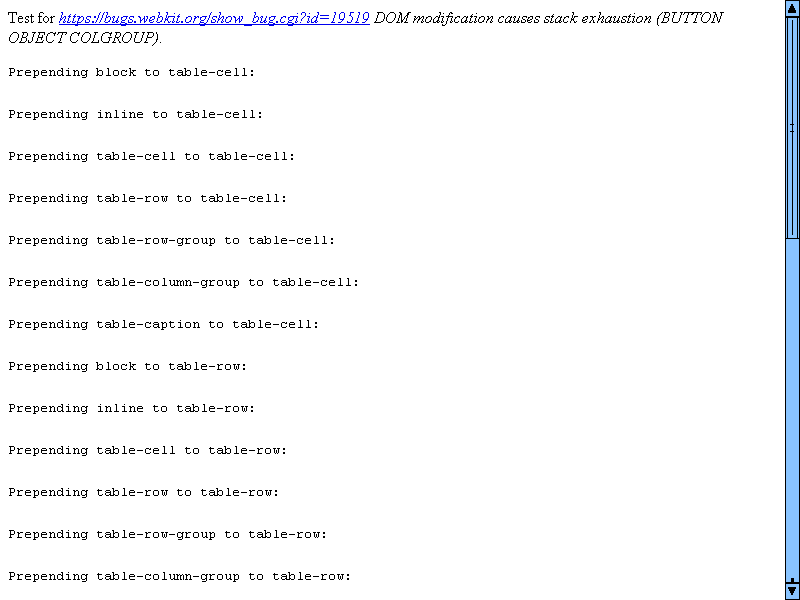 Test for https://bugs.webkit.org/show_bug.cgi?id=19519 DOM modification causes stack exhaustion (BUTTON
OBJECT COLGROUP).
Prepending block to table-cell:
Prepending inline to table-cell:
Prepending table-cell to table-cell:
Prepending table-row to table-cell:
Prepending table-row-group to table-cell:
Prepending table-column-group to table-cell:
Prepending table-caption to table-cell:
Prepending block to table-row:
Prepending inline to table-row:
Prepending table-cell to table-row:
Prepending table-row to table-row:
Prepending table-row-group to table-row:
Prepending table-column-group to table-row: